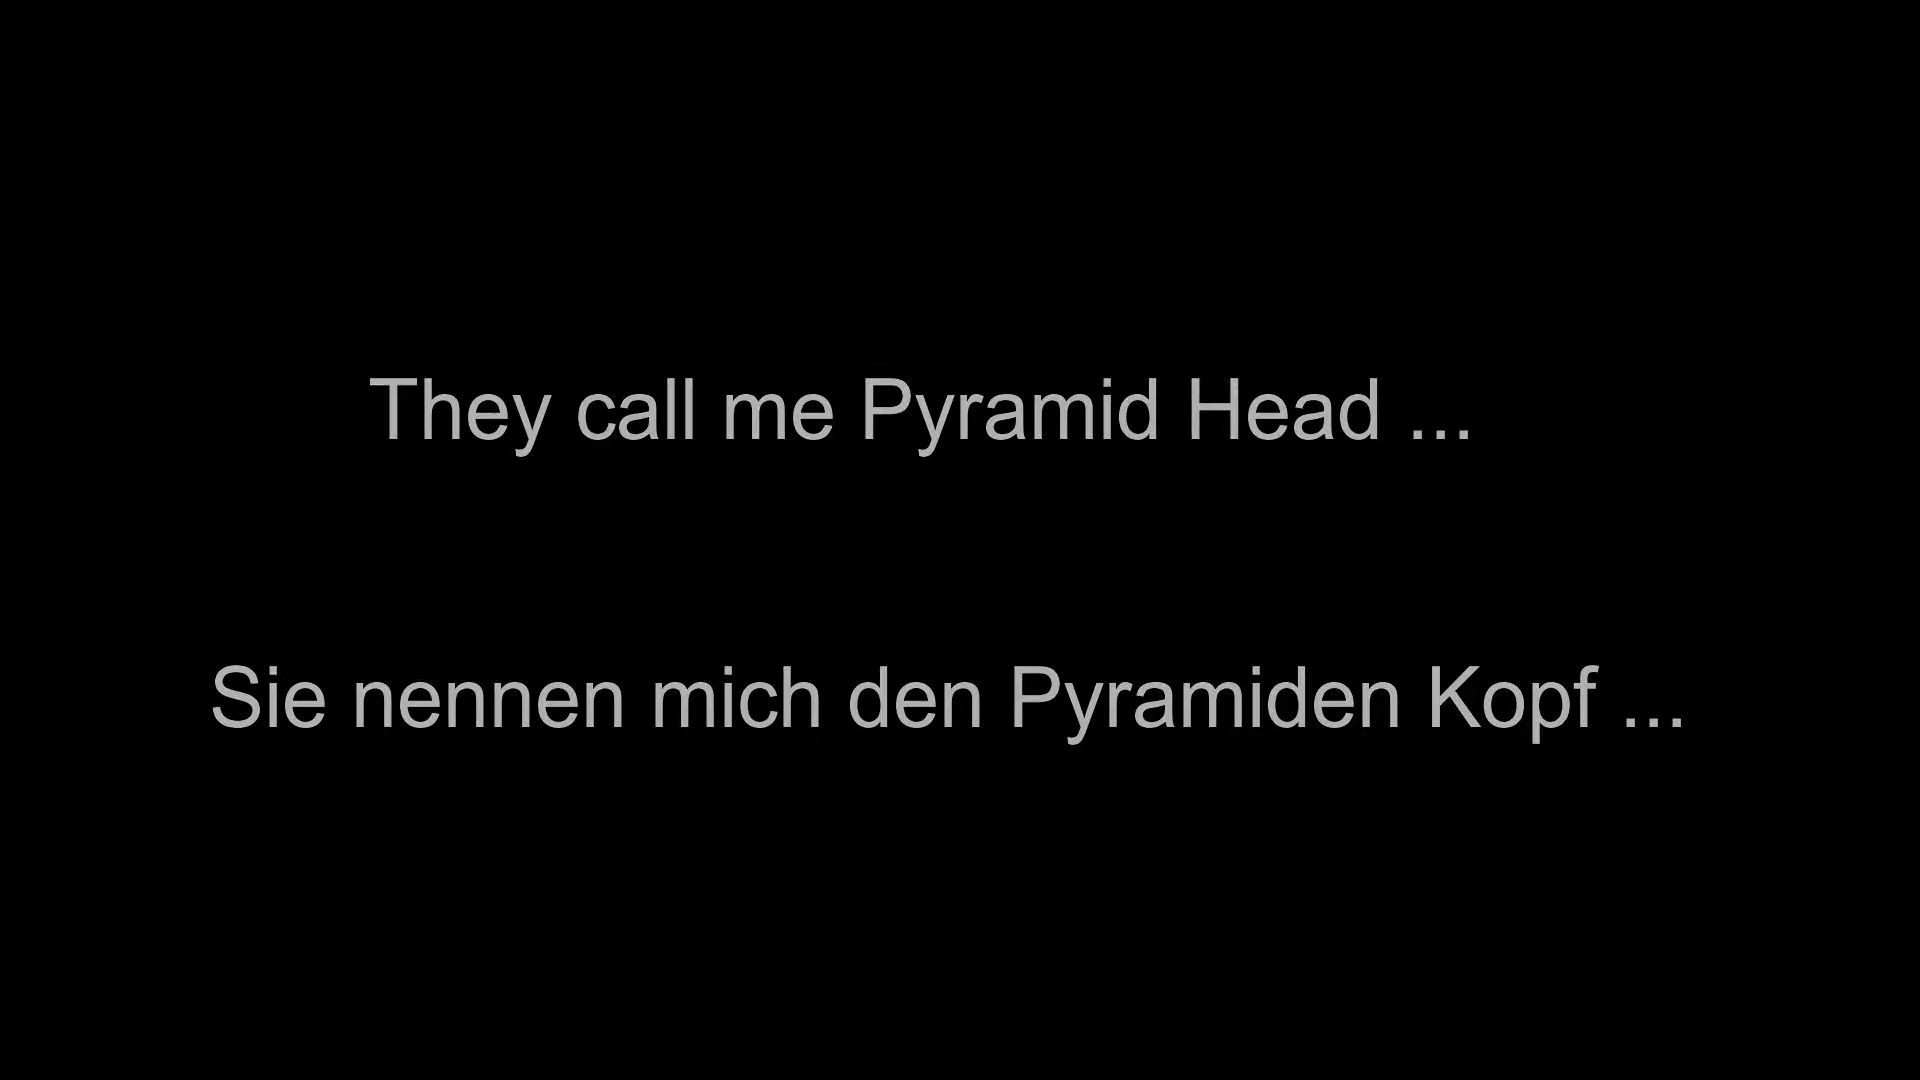 They call me Pyramid Head ...
Sie nennen mich den Pyramiden Kopf ...